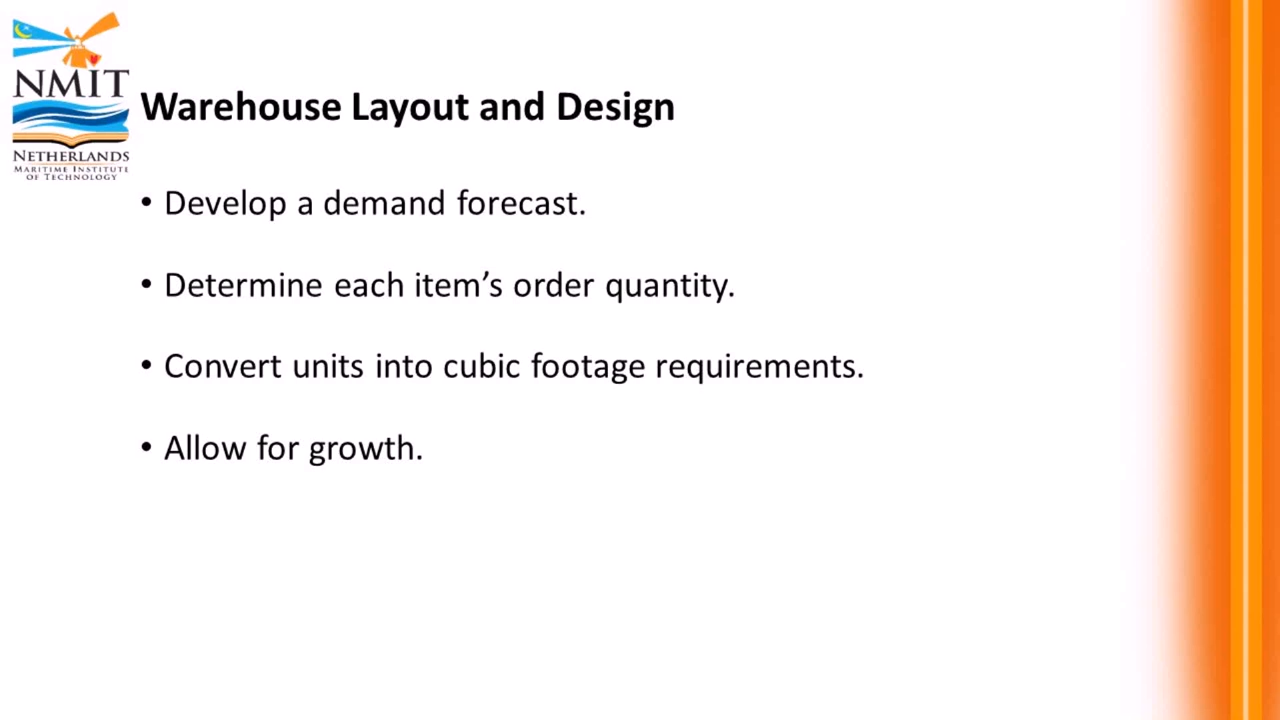 NMIT
NETHERLANDS
MARITIME INSTITUTE
OF TECHNOLOGY
Warehouse Layout and Design
• Develop a demand forecast.
• Determine each item’s order quantity.
• Convert units into cubic footage requirements.
• Allow for growth.